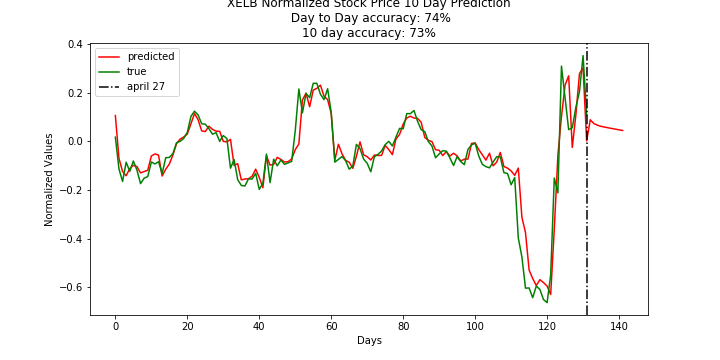 XELB Normalized Stock Price 10 Day Prediction
Day to Day accuracy: 74%
10 day accuracy: 73%
predicted
true
april 27
Normalized Values
0.4
0.2
0.0
−0.2
−0.4
−0.6
0
20
40
60
80
100
120
140
Days